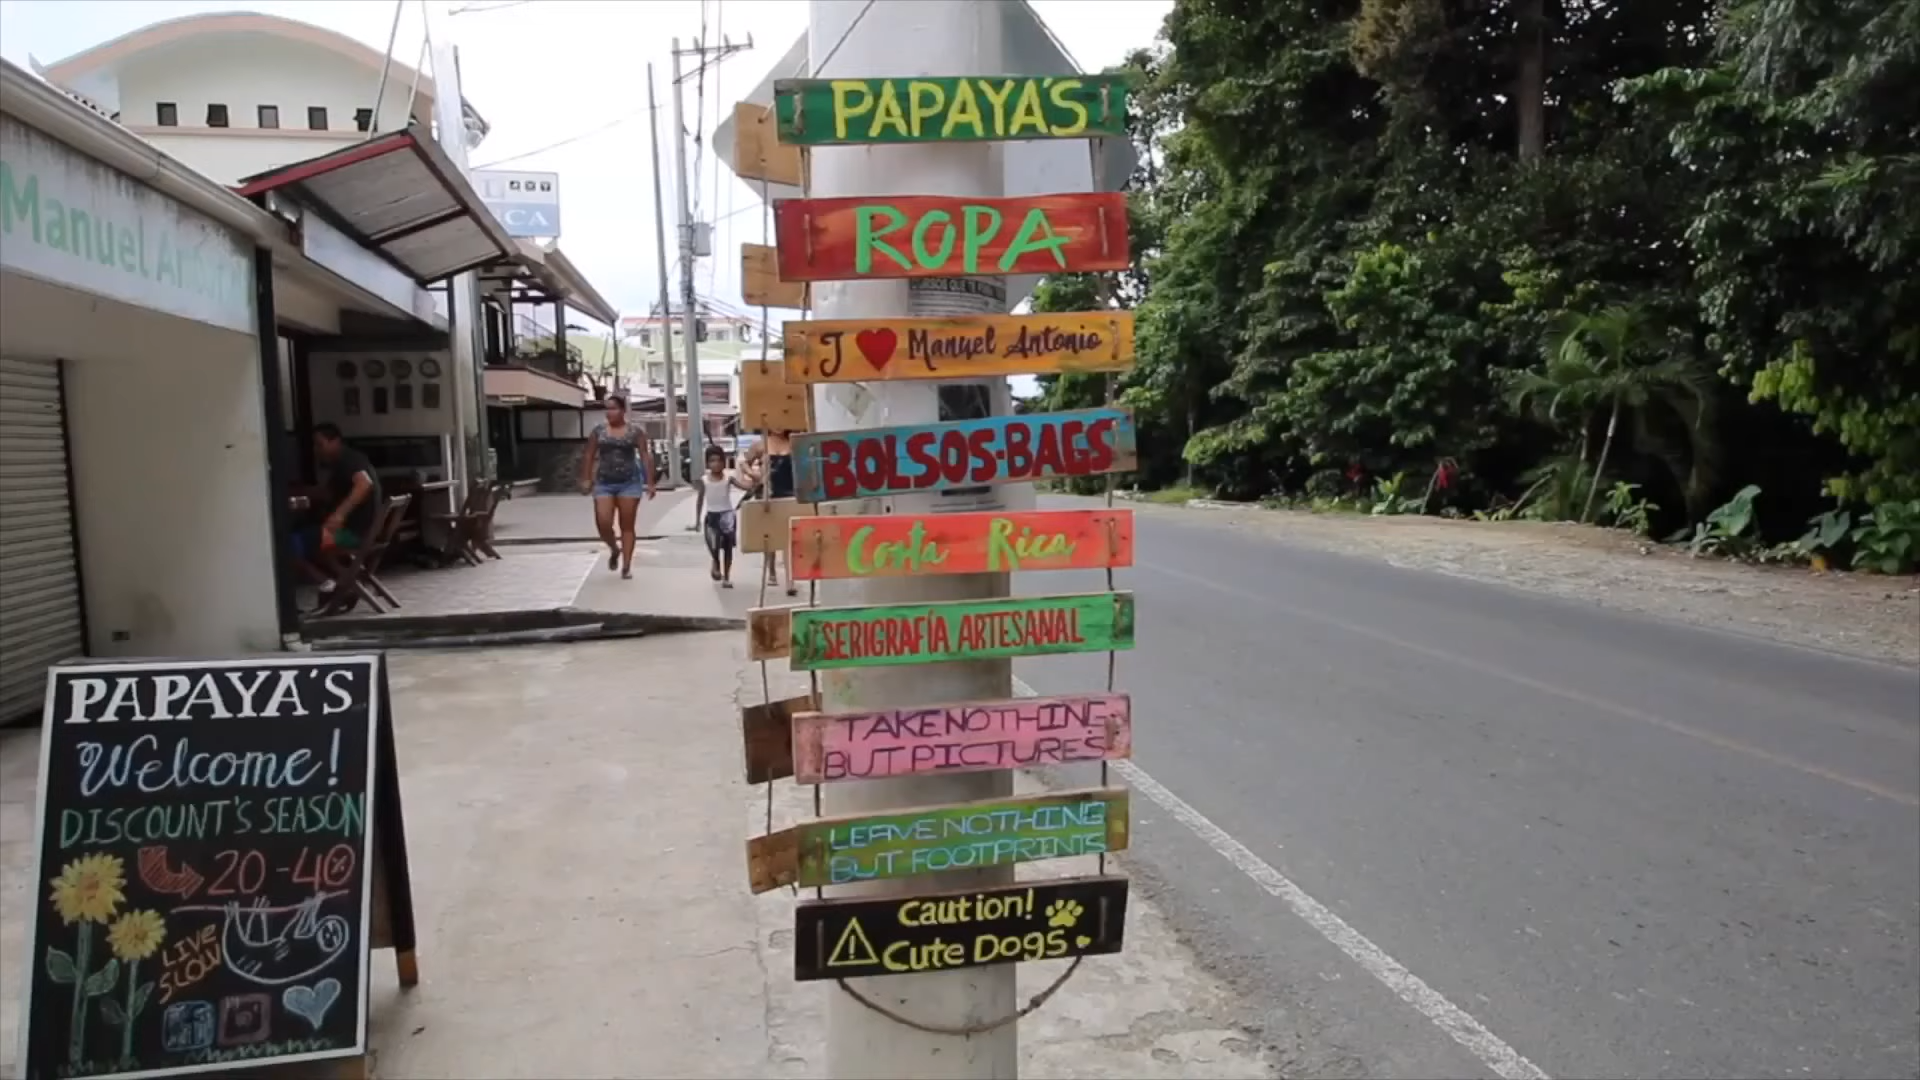 PAPAYA'S
ROPA
I ❤ Manuel Antonio
BOLSOS-BAGS
Costa Rica
SERIGRAFÍA ARTESANAL
TAKE NOTHING
BUT PICTURES
LEAVE NOTHING
BUT FOOTPRINTS
Caution!
Cute Dogs
Manuel
PAPAYA'S
Welcome!
DISCOUNT'S SEASON
20-40%
LIVE
SLOW